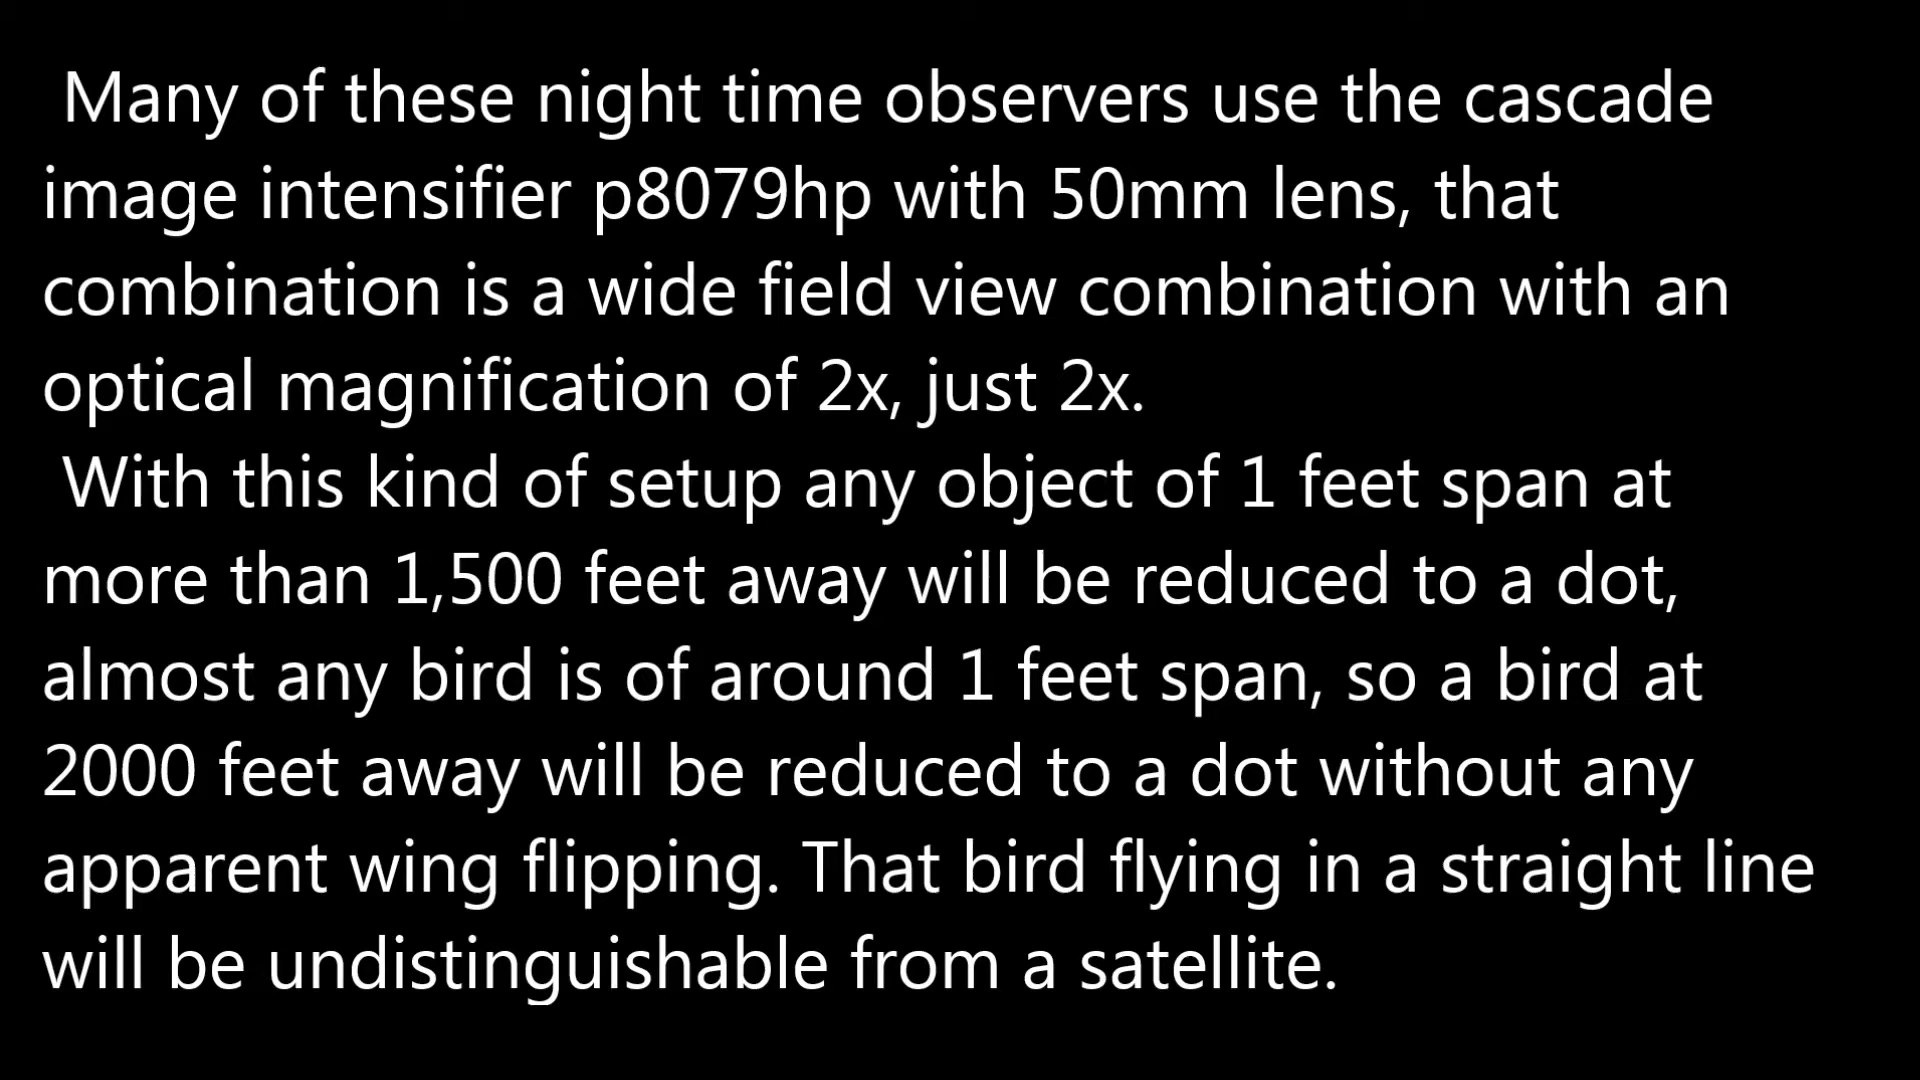 Many of these night time observers use the cascade
image intensifier p8079hp with 50mm lens, that
combination is a wide field view combination with an
optical magnification of 2x, just 2x.
With this kind of setup any object of 1 feet span at
more than 1,500 feet away will be reduced to a dot,
almost any bird is of around 1 feet span, so a bird at
2000 feet away will be reduced to a dot without any
apparent wing flipping. That bird flying in a straight line
will be undistinguishable from a satellite.